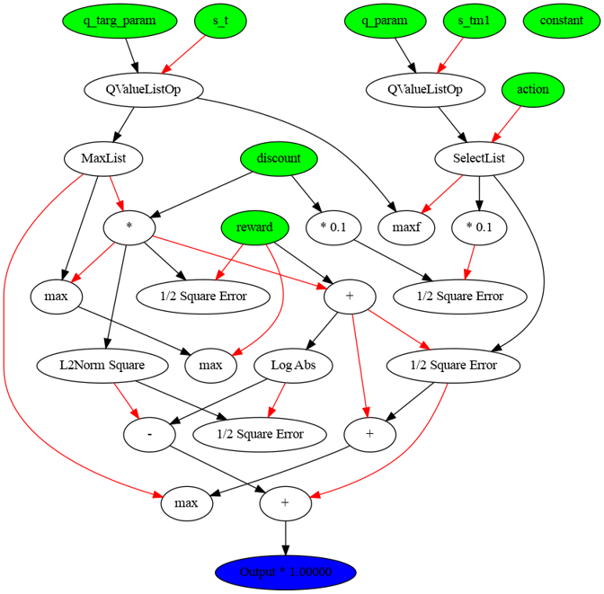 q_targ_param
s_t
q_param
s_tm1
constant
QValueListOp
QValueListOp
action
MaxList
discount
SelectList
*
reward
* 0.1
maxf
* 0.1
max
1/2 Square Error
+
1/2 Square Error
L2Norm Square
max
Log Abs
1/2 Square Error
-
1/2 Square Error
+
max
+
Output * 1.00000